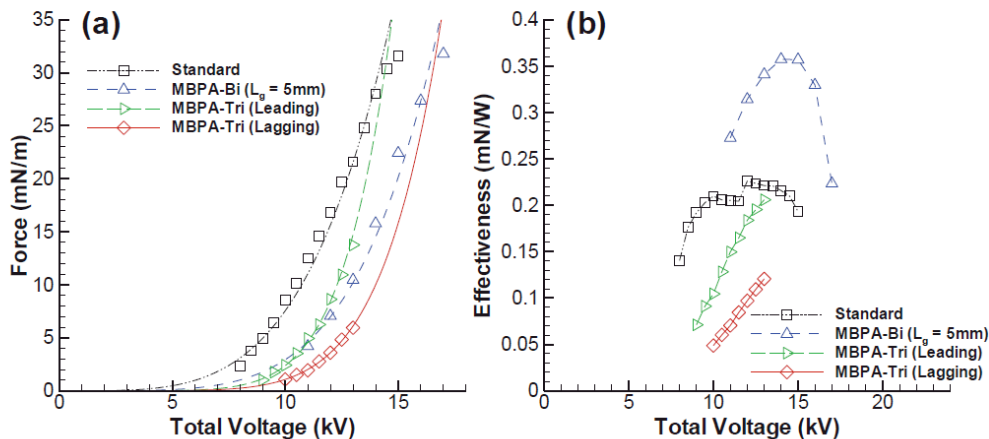 (a)
Force (mN/m)
35
30
25
20
15
10
5
0
0
5
10
15
Total Voltage (kV)
Standard
MBPA-Bi (Lg = 5mm)
MBPA-Tri (Leading)
MBPA-Tri (Lagging)
(b)
Effectiveness (mN/W)
0.4
0.35
0.3
0.25
0.2
0.15
0.1
0.05
0
0
5
10
15
20
Total Voltage (kV)
Standard
MBPA-Bi (Lg = 5mm)
MBPA-Tri (Leading)
MBPA-Tri (Lagging)